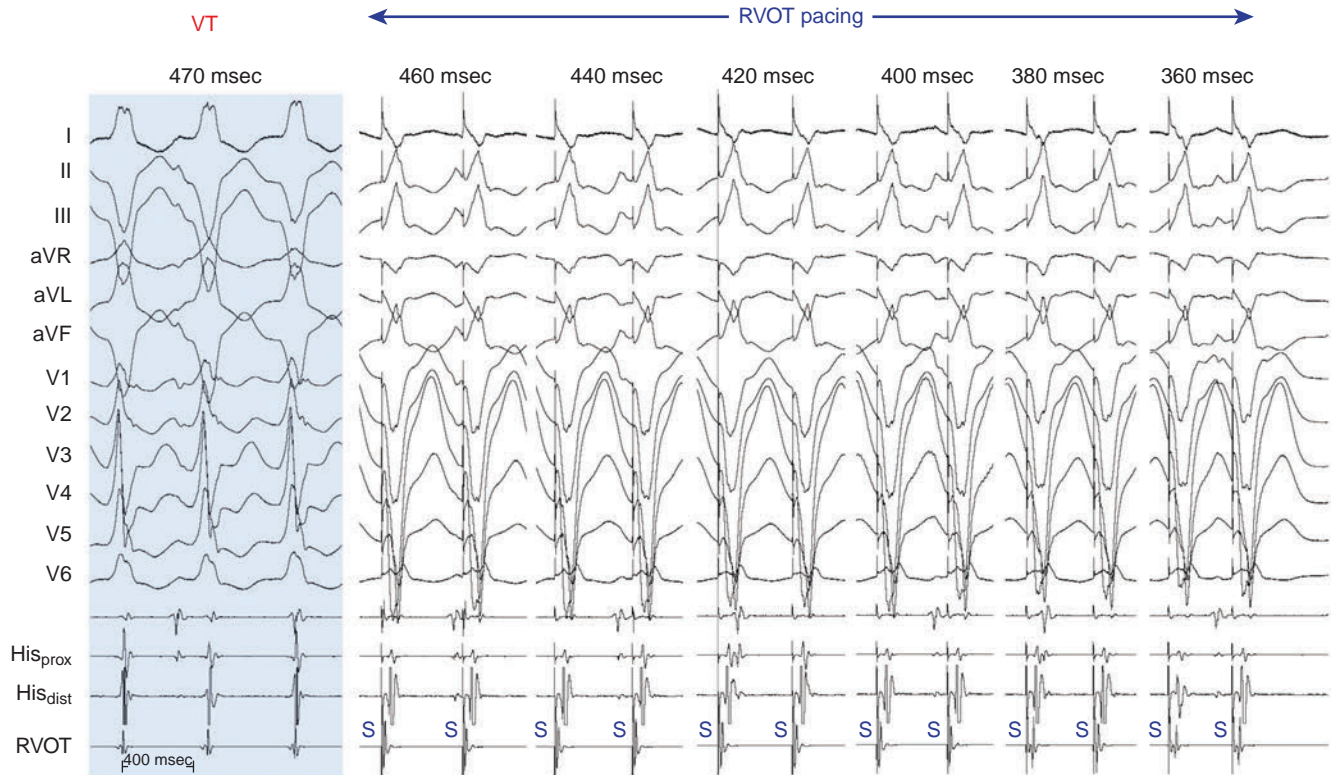 VT
RVOT pacing
470 msec 460 msec 440 msec 420 msec 400 msec 380 msec 360 msec
I
II
III
aVR
aVL
aVF
V1
V2
V3
V4
V5
V6
Hisprox
Hisdist
S S S S S S S S S S S S
RVOT
400 msec